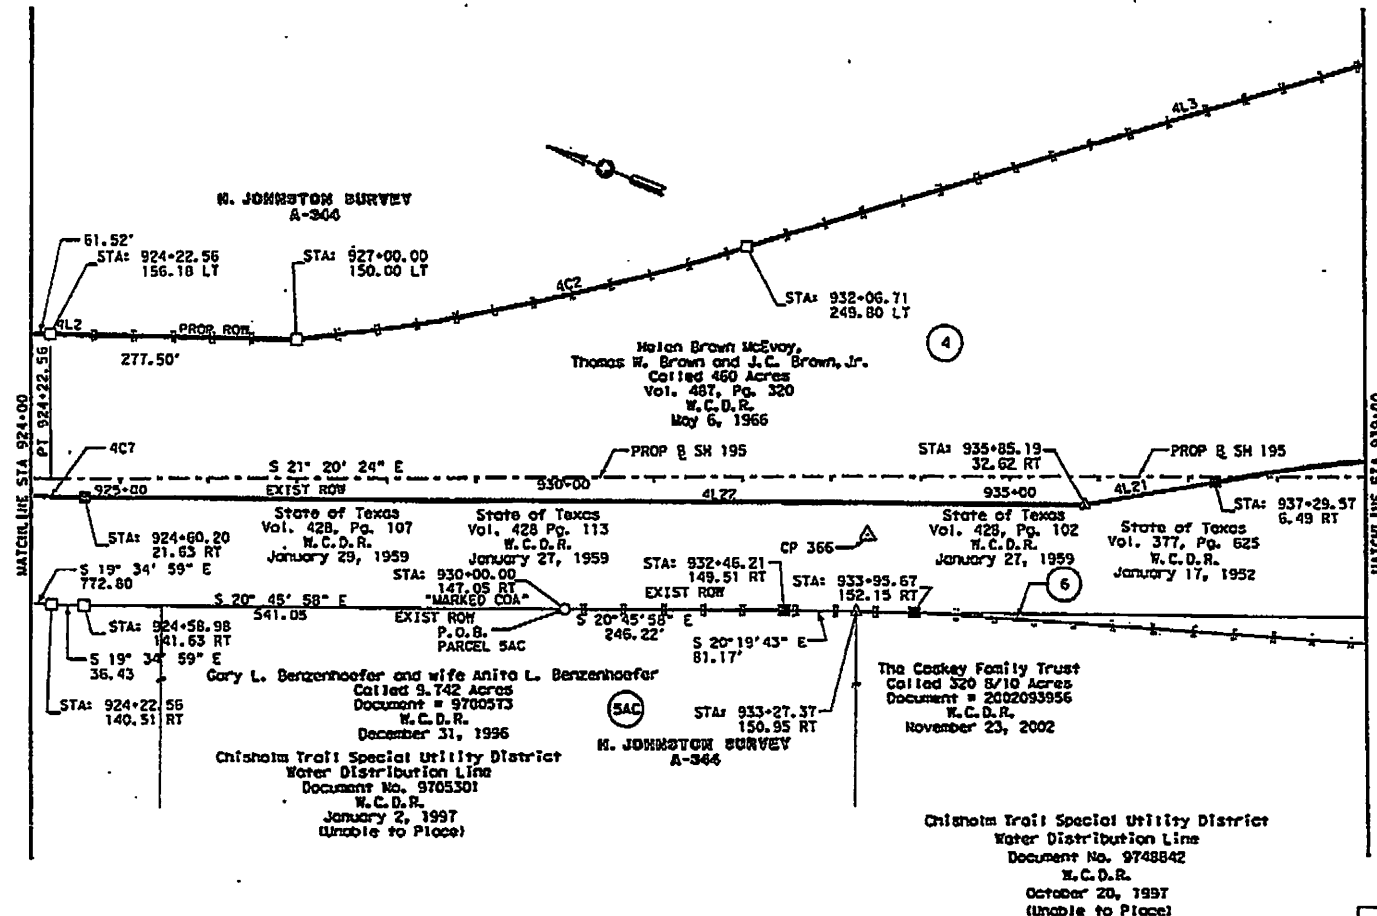 4L3
M. JOHNSTON SURVEY
A-344
61.52'
STA: 924+22.56
156.18 LT
STA: 927+00.00
150.00 LT
4C2
STA: 932+06.71
249.80 LT
4L2
PROP ROW
277.50'
PT 924+22.56
MATCHLINE STA 924+00
Helen Brown McEvoy,
Thomas W. Brown and J.C. Brown, Jr.
Called 460 Acres
Vol. 487, Pg. 320
W.C.D.R.
May 6, 1966
4
MATCHLINE STA 939+00
4C7
S 21° 20' 24" E
PROP ⅊ SH 195
STA: 935+85.19
32.62 RT
PROP ⅊ SH 195
925+00
EXIST ROW
930+00
4L22
935+00
4L21
STA: 937+29.57
6.49 RT
STA: 924+60.20
21.63 RT
State of Texas
Vol. 428, Pg. 107
W.C.D.R.
January 29, 1959
State of Texas
Vol. 428 Pg. 113
W.C.D.R.
January 27, 1959
CP 366
State of Texas
Vol. 428, Pg. 102
W.C.D.R.
January 27, 1959
State of Texas
Vol. 377, Pg. 625
W.C.D.R.
January 17, 1952
S 19° 34' 59" E
772.80
STA: 930+00.00
147.05 RT
"MARKED COA"
STA: 932+46.21
149.51 RT
EXIST ROW
STA: 933+95.67
152.15 RT
6
S 20° 45' 58" E
541.05
EXIST ROW
P.O.B.
PARCEL 5AC
S 20°45'58" E
246.22'
S 20°19'43" E
81.17'
STA: 924+58.98
141.63 RT
S 19° 34' 59" E
36.43
STA: 924+22.56
140.51 RT
Gary L. Benzenhoefer and wife Anita L. Benzenhoefer
Called 9.742 Acres
Document # 9700573
W.C.D.R.
December 31, 1996
5AC
STA: 933+27.37
150.95 RT
The Caskey Family Trust
Called 320 8/10 Acres
Document # 2002093956
W.C.D.R.
November 23, 2002
M. JOHNSTON SURVEY
A-344
Chisholm Trail Special Utility District
Water Distribution Line
Document No. 9705301
W.C.D.R.
January 2, 1997
(Unable to Place)
Chisholm Trail Special Utility District
Water Distribution Line
Document No. 9748842
W.C.D.R.
October 20, 1997
(Unable to Place)